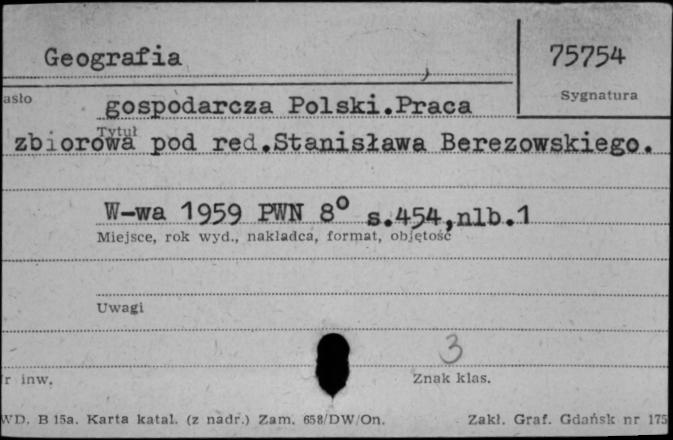 Geografia
75754
asło
Sygnatura
gospodarcza Polski.Praca
Tytuł
zbiorowa pod red.Stanisława Berezowskiego.
W-wa 1959 PWN 8° s.454,nlb.1
Miejsce, rok wyd., nakładca, format, objętość
Uwagi
3
r inw.
Znak klas.
WD. B 15a. Karta katal. (z nadr.) Zam. 658/DW/On.
Zakł. Graf. Gdańsk nr 175